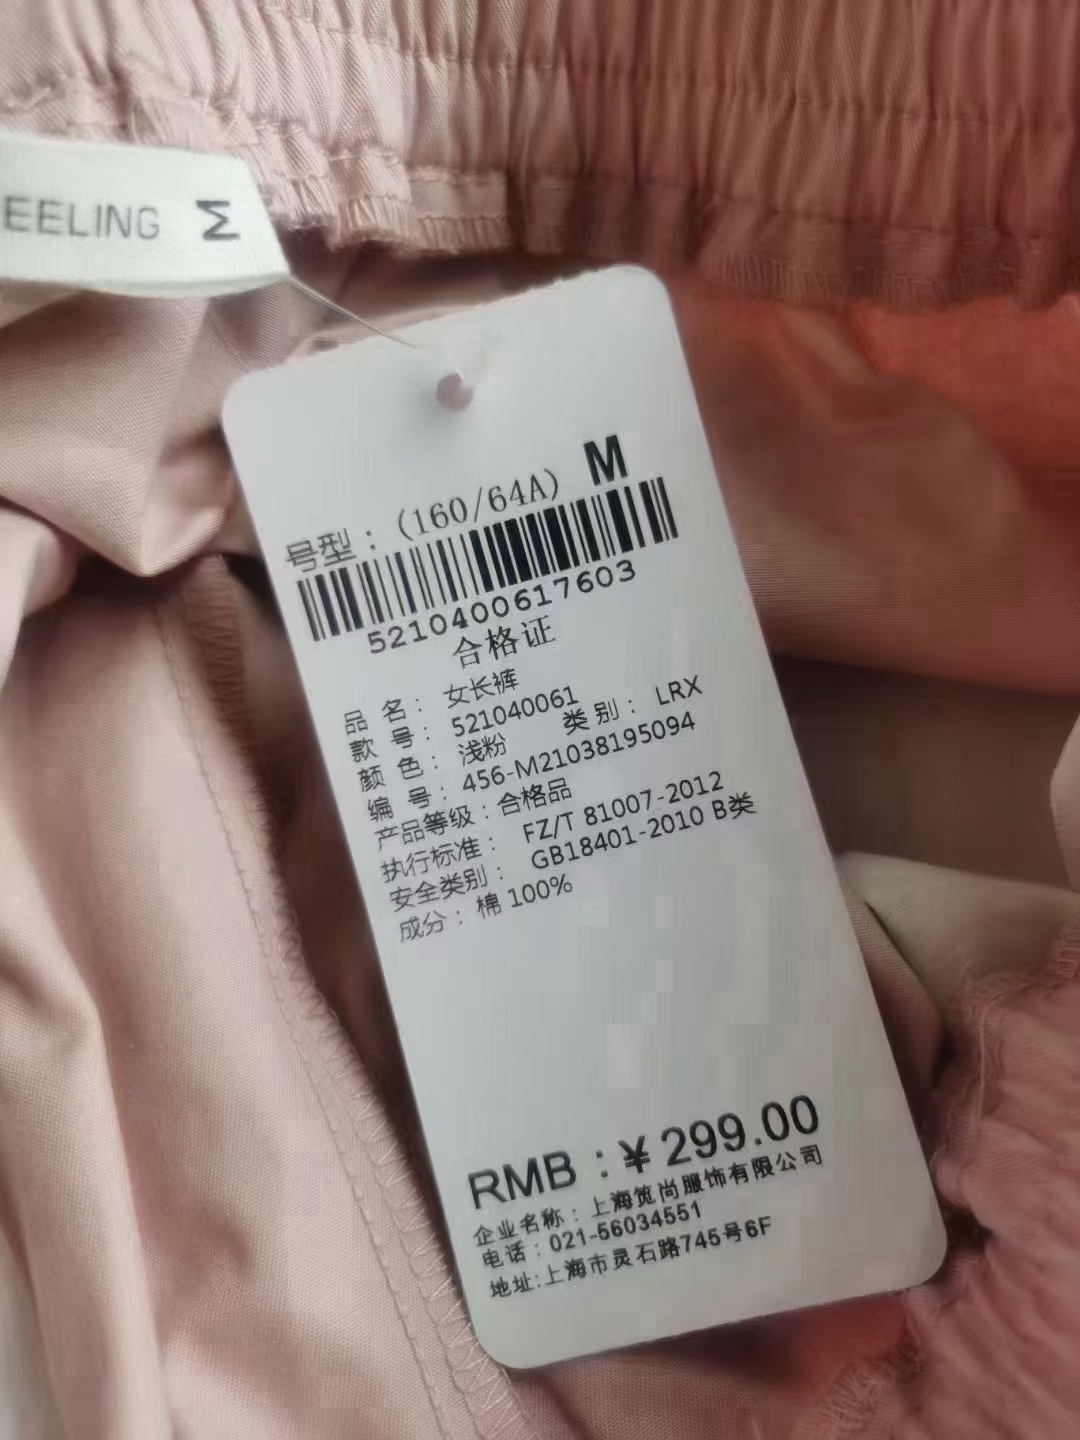 EELING M
号型：(160/64A) M
5210400617603
合格证
品 名： 女长裤
款 号： 521040061
颜 色： 浅粉 类别： LRX
编 号： 456-M21038195094
产品等级：合格品
执行标准： FZ/T 81007-2012
安全类别： GB18401-2010 B类
成分： 棉 100%
RMB：¥ 299.00
企业名称：上海笕尚服饰有限公司
电话：021-56034551
地址:上海市灵石路745号6F